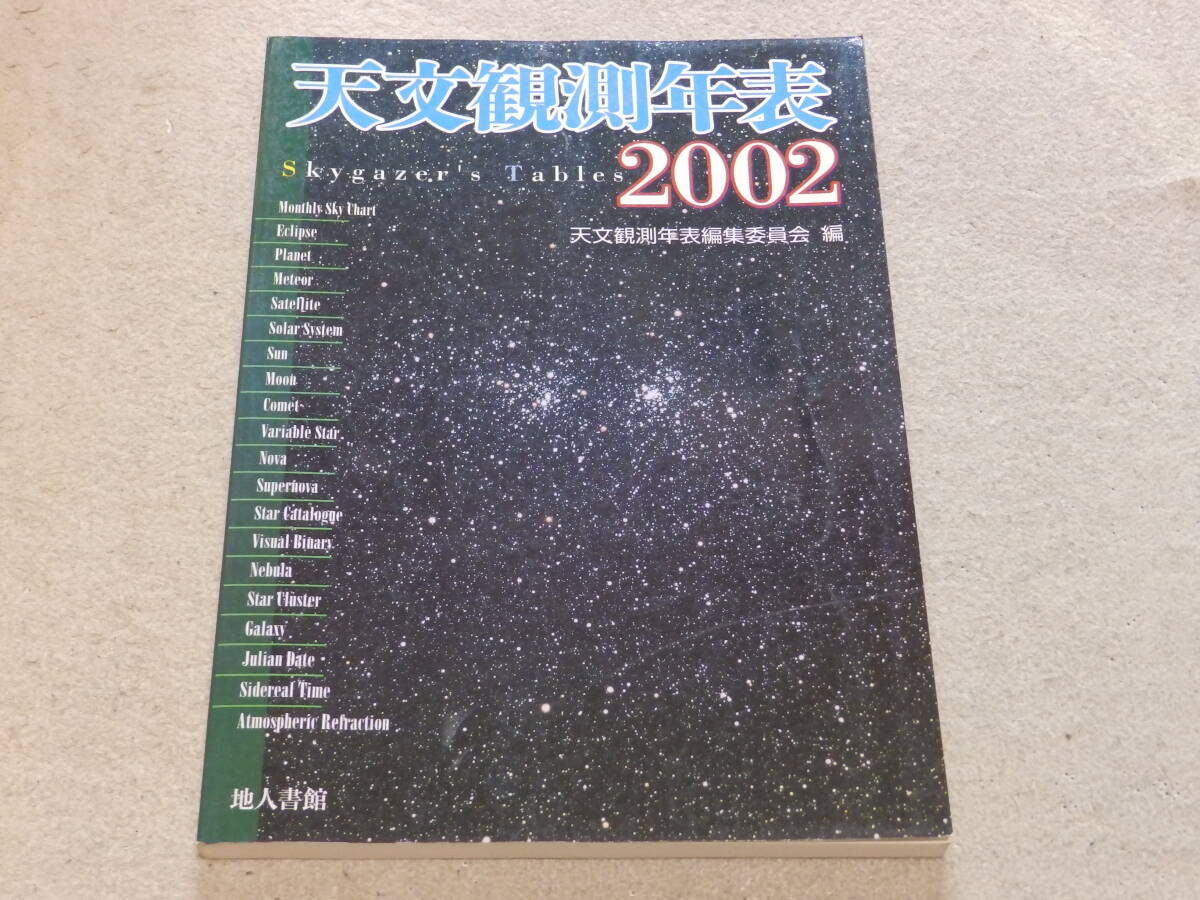 天文観測年表
Skygazer's Tables
2002
天文観測年表編集委員会 編
Monthly Sky Chart
Eclipse
Planet
Meteor
Satellite
Solar System
Sun
Moon
Comet
Variable Star
Nova
Supernova
Star Catalogue
Visual Binary
Nebula
Star Cluster
Galaxy
Julian Date
Sidereal Time
Atmospheric Refraction
地人書館